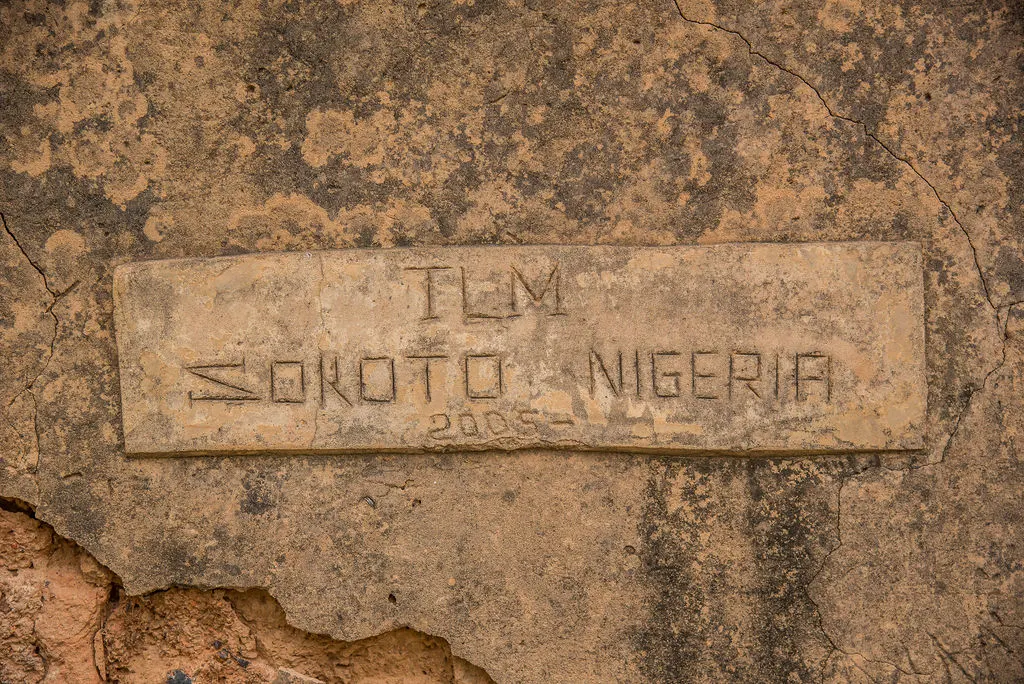 TLM
SOKOTO NIGERIA
2005-